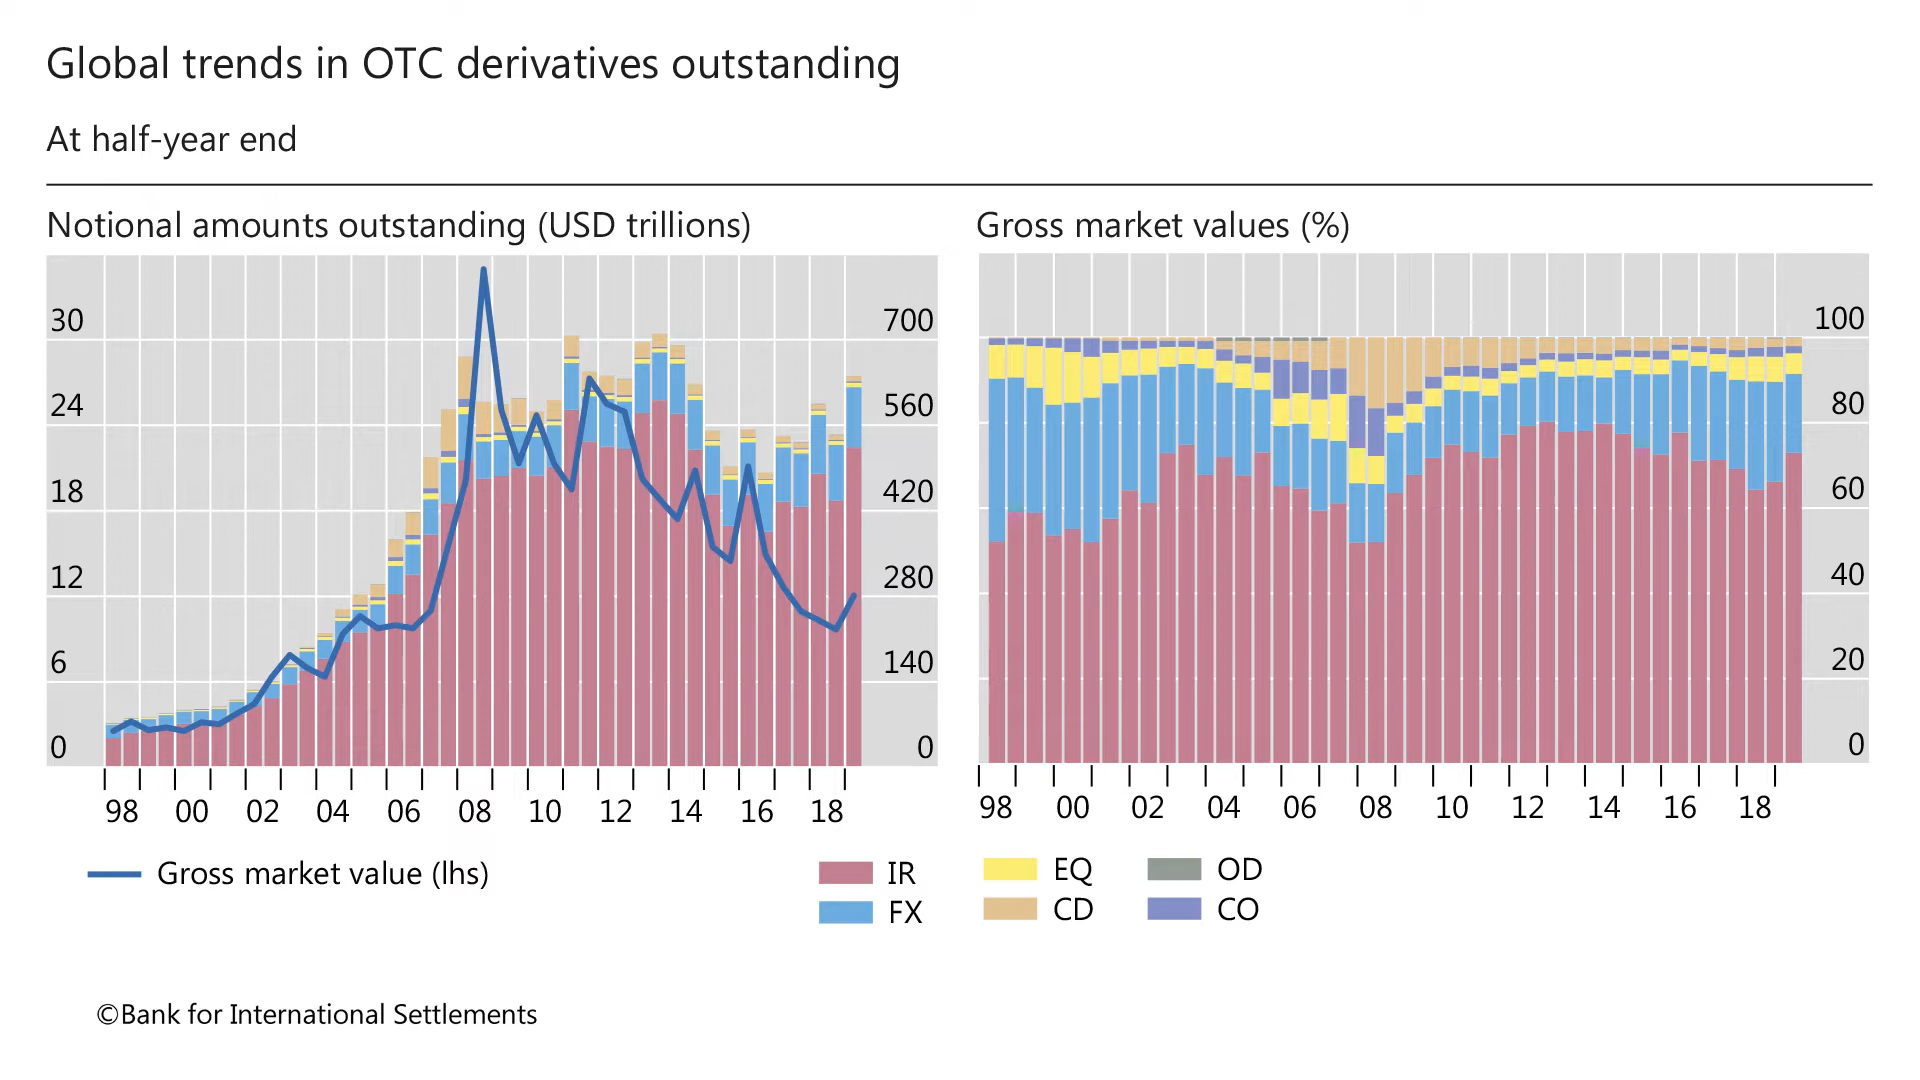 Global trends in OTC derivatives outstanding
At half-year end
Notional amounts outstanding (USD trillions)
30 700
24 560
18 420
12 280
6 140
0 0
98 00 02 04 06 08 10 12 14 16 18
Gross market values (%)
100
80
60
40
20
0
98 00 02 04 06 08 10 12 14 16 18
Gross market value (lhs)
IR EQ OD
FX CD CO
©Bank for International Settlements